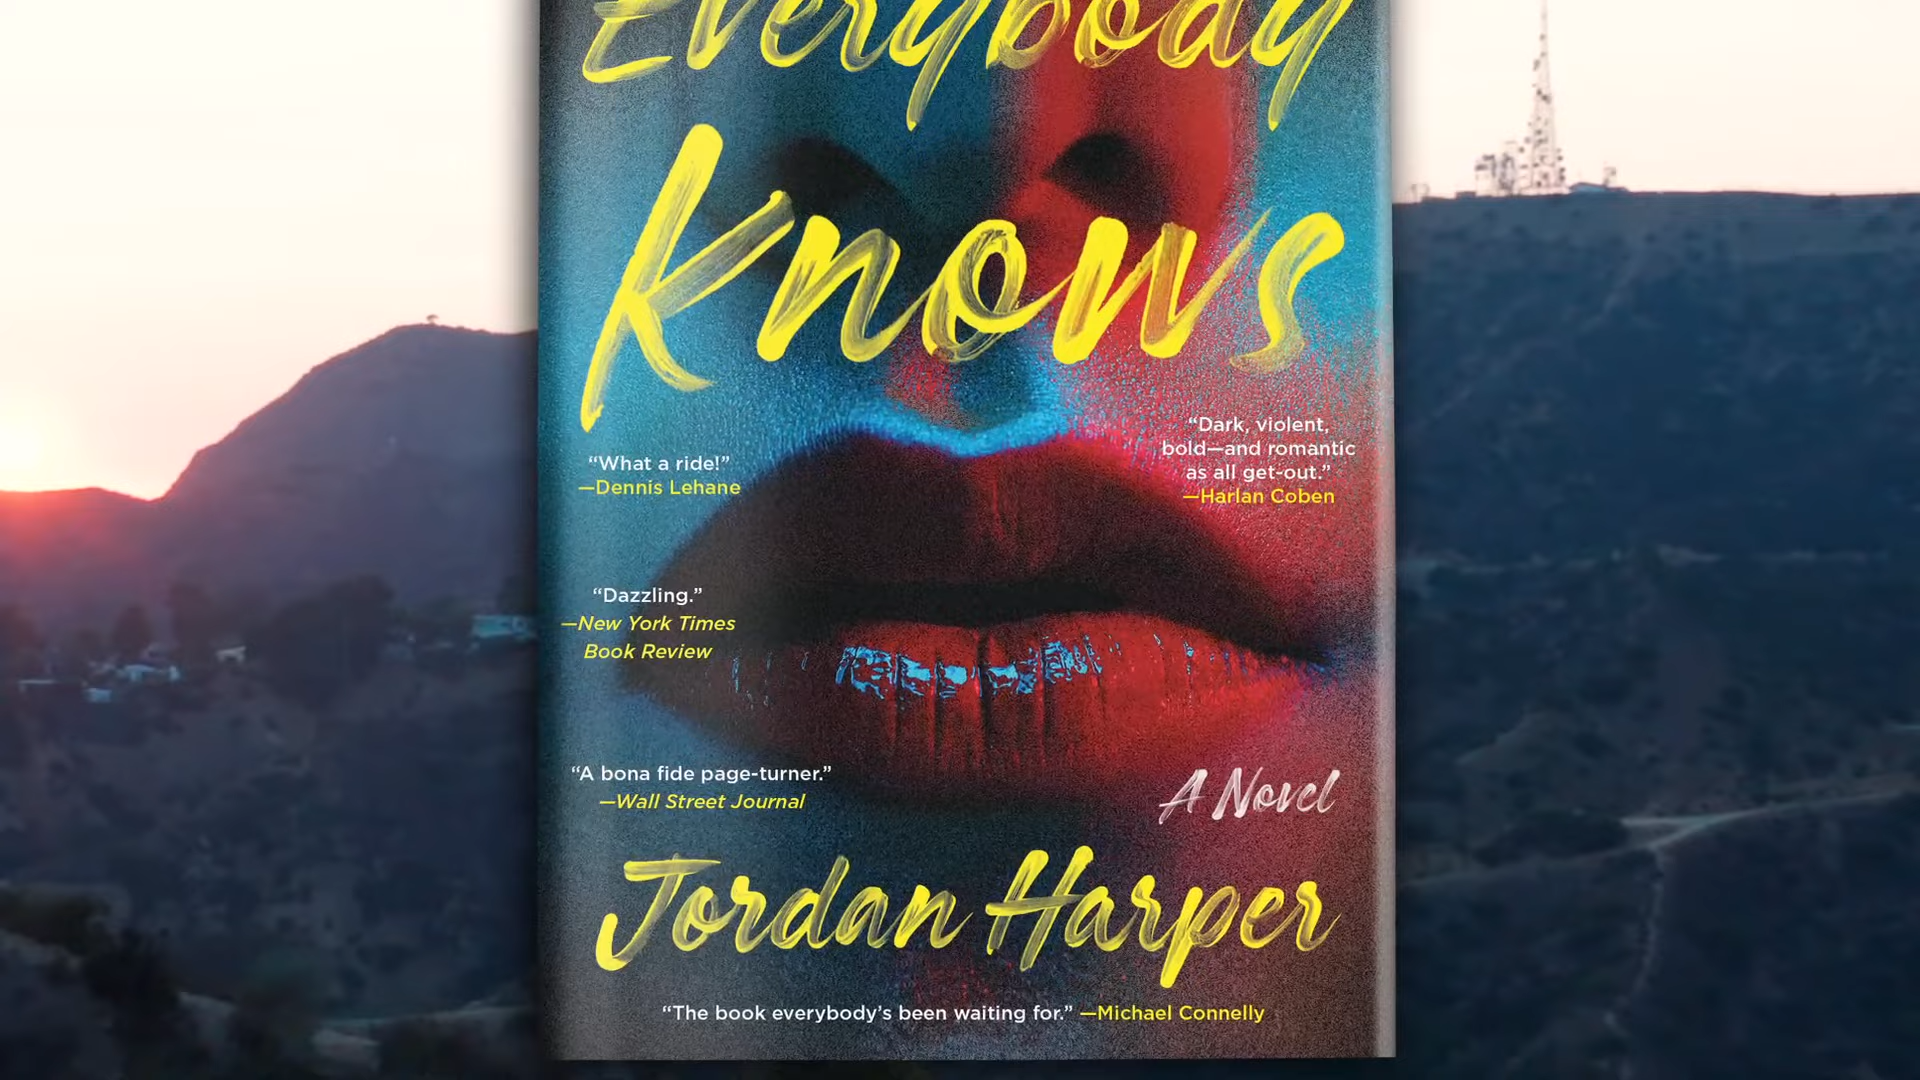 Everybody
Knows
“What a ride!”
—Dennis Lehane
“Dark, violent,
bold—and romantic
as all get-out.”
—Harlan Coben
“Dazzling.”
—New York Times
Book Review
“A bona fide page-turner.”
—Wall Street Journal
A Novel
Jordan Harper
“The book everybody’s been waiting for.” —Michael Connelly